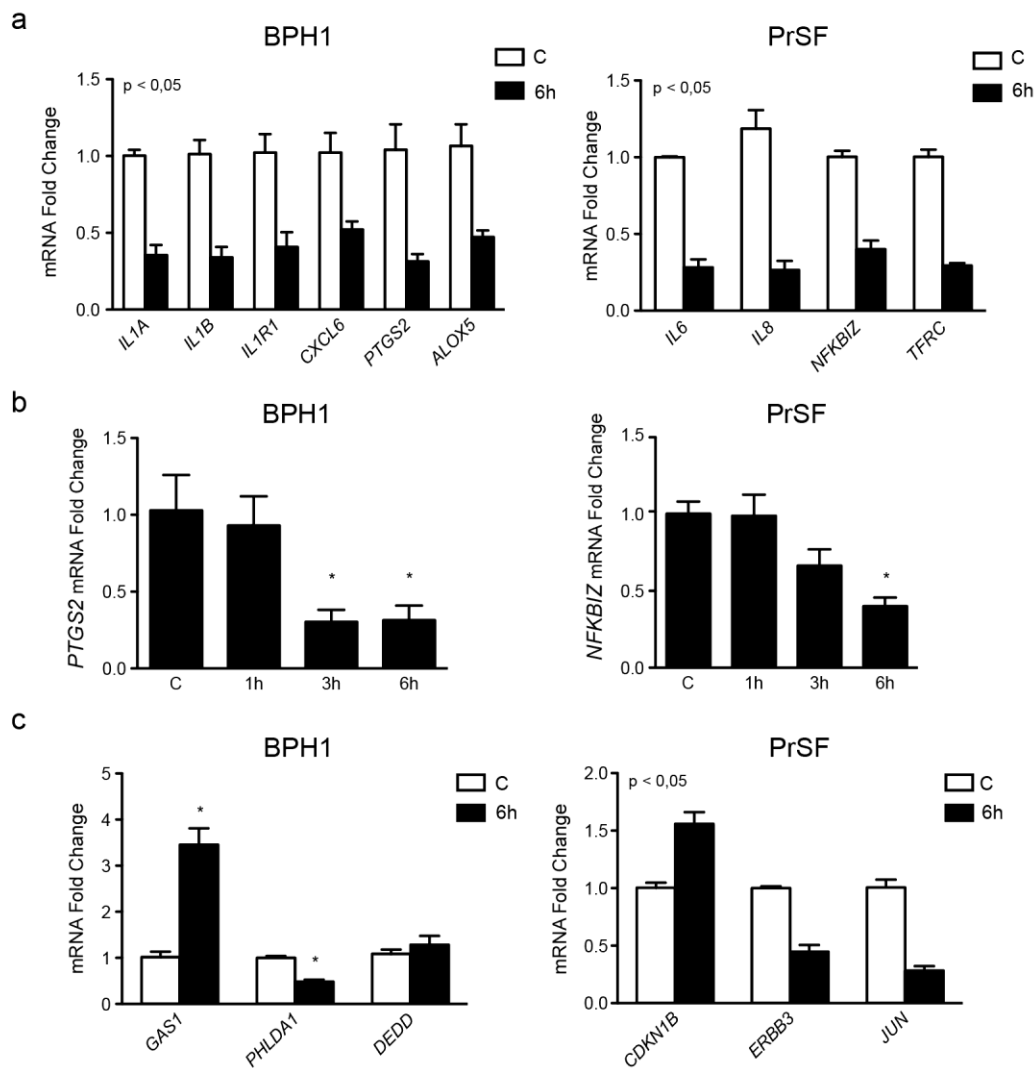 a
BPH1
C
6h
p < 0,05
mRNA Fold Change
1.5
1.0
0.5
0.0
IL1A
IL1B
IL1R1
CXCL6
PTGS2
ALOX5
PrSF
C
6h
p < 0,05
mRNA Fold Change
1.5
1.0
0.5
0.0
IL6
IL8
NFKBIZ
TFRC
b
BPH1
PTGS2 mRNA Fold Change
1.5
1.0
0.5
0.0
* *
C 1h 3h 6h
PrSF
NFKBIZ mRNA Fold Change
1.5
1.0
0.5
0.0
*
C 1h 3h 6h
c
BPH1
C
6h
mRNA Fold Change
5
4
3
2
1
0
*
*
GAS1
PHLDA1
DEDD
PrSF
C
6h
p < 0,05
mRNA Fold Change
2.0
1.5
1.0
0.5
0.0
CDKN1B
ERBB3
JUN